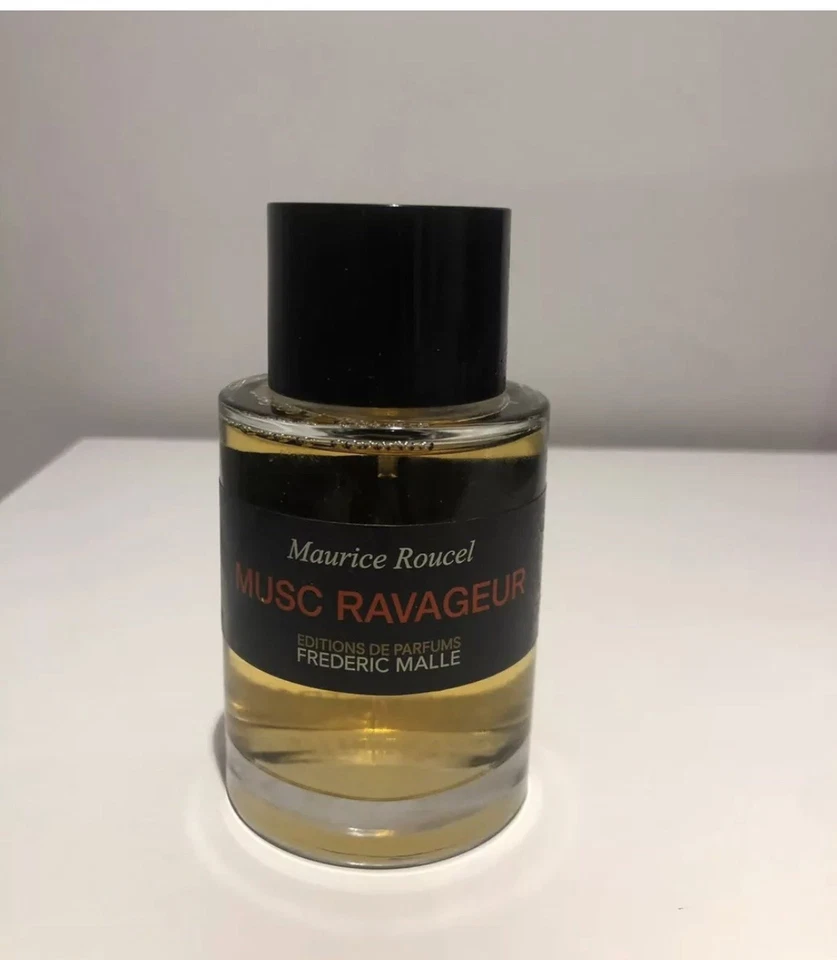 Maurice Roucel
MUSC RAVAGEUR
EDITIONS DE PARFUMS
FREDERIC MALLE